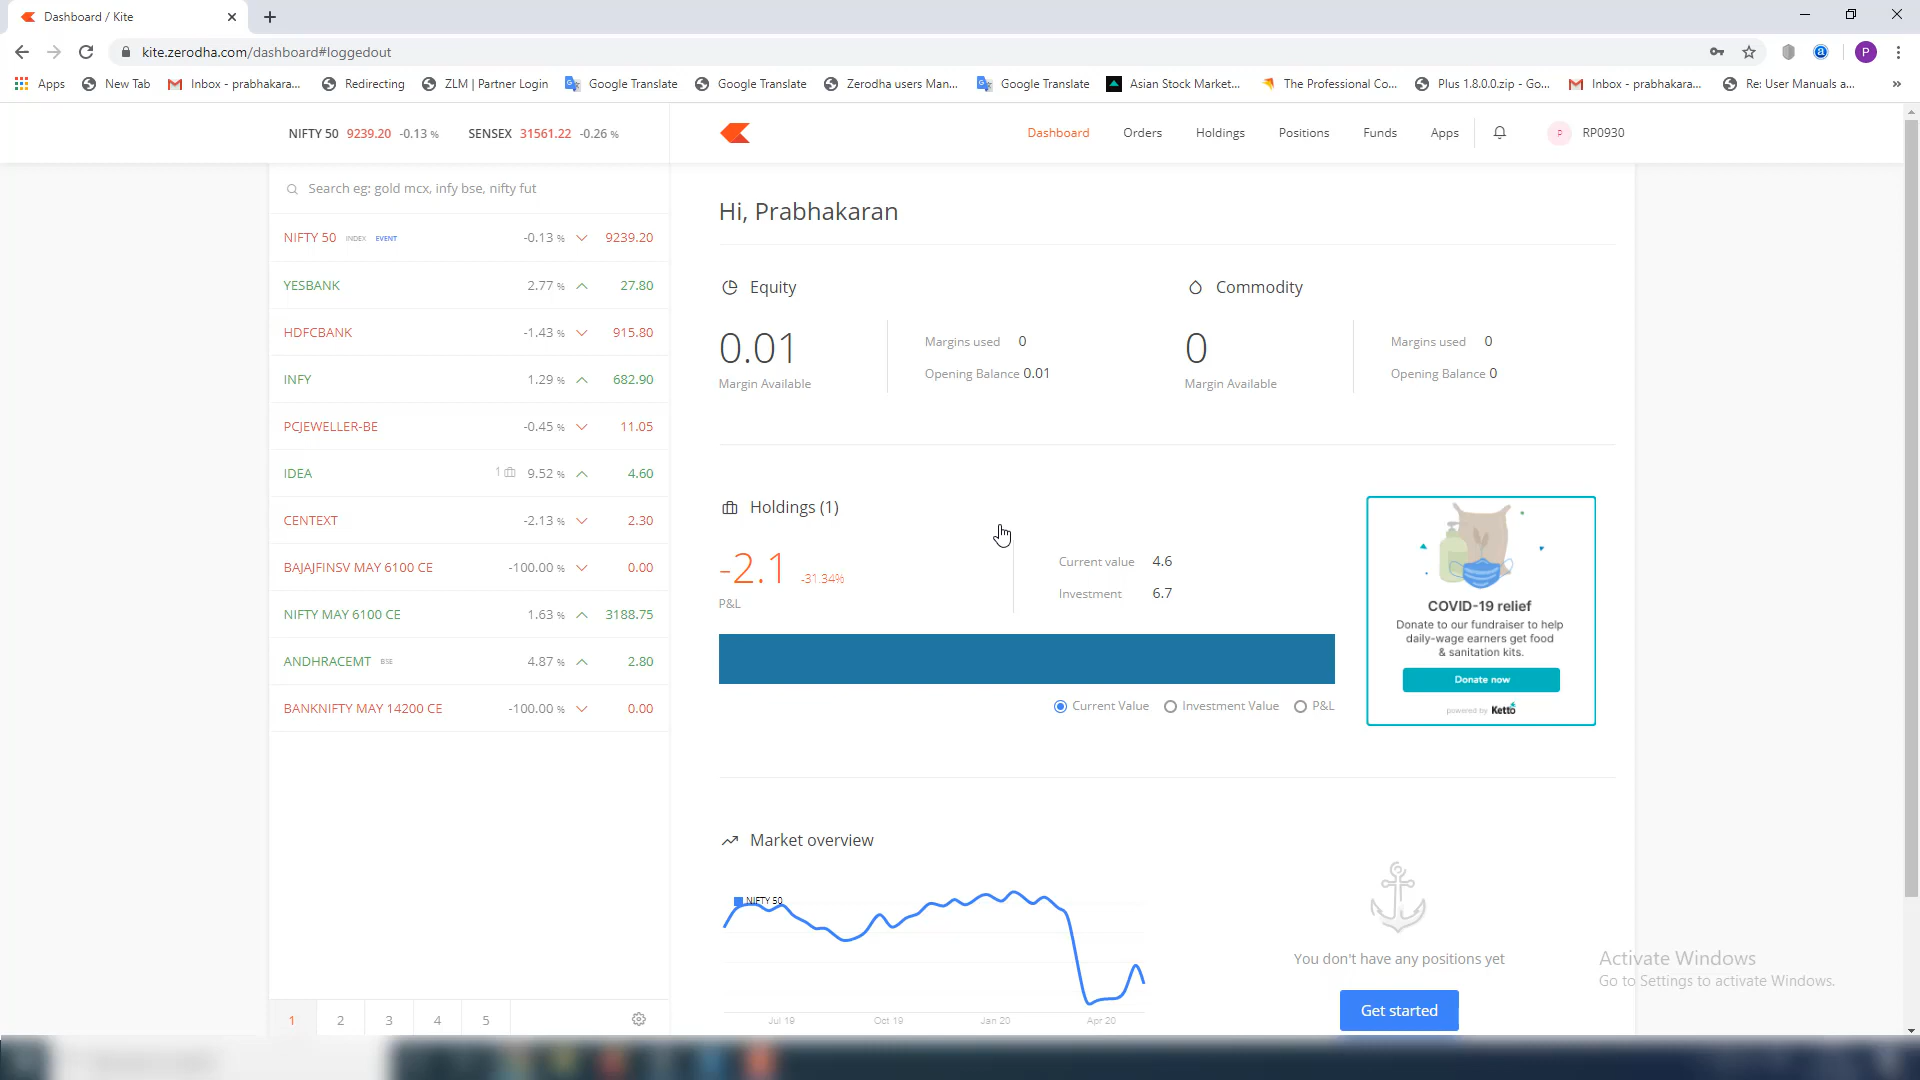 Dashboard / Kite
kite.zerodha.com/dashboard#loggedout
P
Apps
New Tab
Inbox - prabhakara...
Redirecting
ZLM | Partner Login
Google Translate
Google Translate
Zerodha users Man...
Google Translate
Asian Stock Market...
The Professional Co...
Plus 1.8.0.0.zip - Go...
Inbox - prabhakara...
Re: User Manuals a...
»
NIFTY 50 9239.20 -0.13 %
SENSEX 31561.22 -0.26 %
Dashboard
Orders
Holdings
Positions
Funds
Apps
P
RP0930
Search eg: gold mcx, infy bse, nifty fut
NIFTY 50 INDEX EVENT -0.13 % 9239.20
YESBANK 2.77 % 27.80
HDFCBANK -1.43 % 915.80
INFY 1.29 % 682.90
PCJEWELLER-BE -0.45 % 11.05
IDEA 1 9.52 % 4.60
CENTEXT -2.13 % 2.30
BAJAJFINSV MAY 6100 CE -100.00 % 0.00
NIFTY MAY 6100 CE 1.63 % 3188.75
ANDHRACEMT BSE 4.87 % 2.80
BANKNIFTY MAY 14200 CE -100.00 % 0.00
1 2 3 4 5
Hi, Prabhakaran
Equity
0.01
Margin Available
Margins used 0
Opening Balance 0.01
Commodity
0
Margin Available
Margins used 0
Opening Balance 0
Holdings (1)
-2.1 -31.34%
P&L
Current value 4.6
Investment 6.7
Current Value
Investment Value
P&L
COVID-19 relief
Donate to our fundraiser to help
daily-wage earners get food
& sanitation kits.
Donate now
powered by Ketto
Market overview
NIFTY 50
Jul 19 Oct 19 Jan 20 Apr 20
You don't have any positions yet
Get started
Activate Windows
Go to Settings to activate Windows.